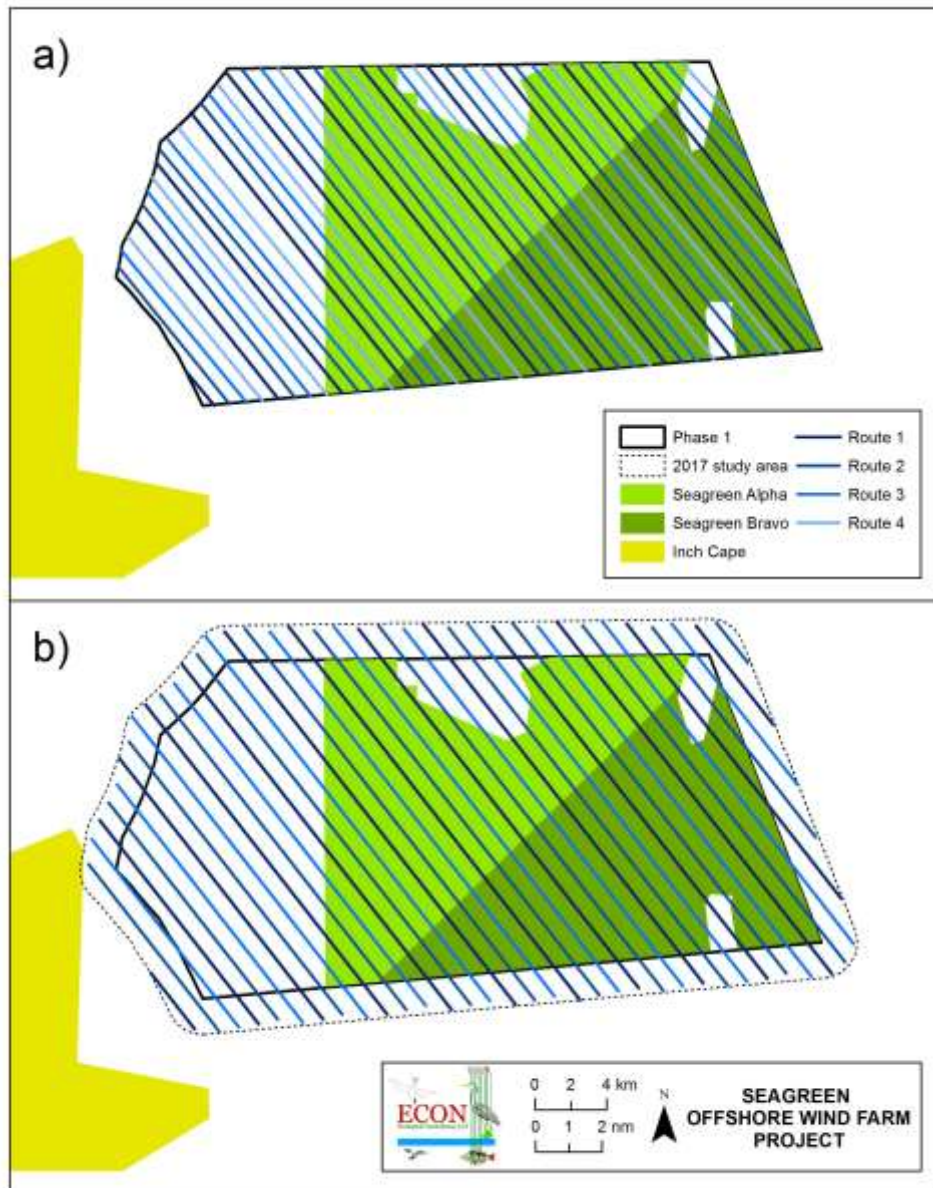 a)
Phase 1
2017 study area
Seagreen Alpha
Seagreen Bravo
Inch Cape
Route 1
Route 2
Route 3
Route 4
b)
ECON
0 2 4 km
0 1 2 nm
N
SEAGREEN
OFFSHORE WIND FARM
PROJECT